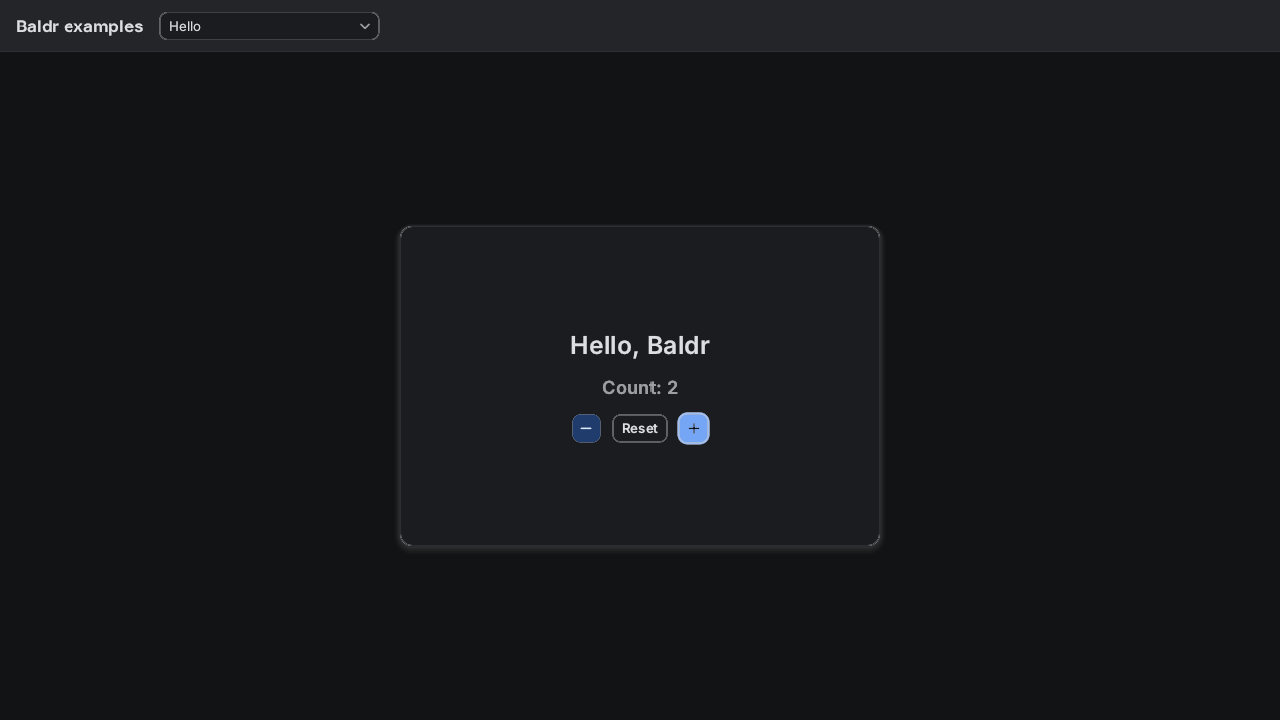 Baldr examples
Hello
Hello, Baldr
Count: 2
− Reset +